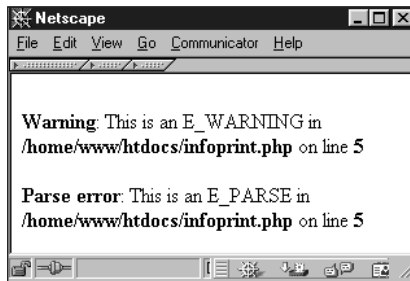 Netscape
File Edit View Go Communicator Help
Warning: This is an E_WARNING in
/home/www/htdocs/infoprint.php on line 5
Parse error: This is an E_PARSE in
/home/www/htdocs/infoprint.php on line 5